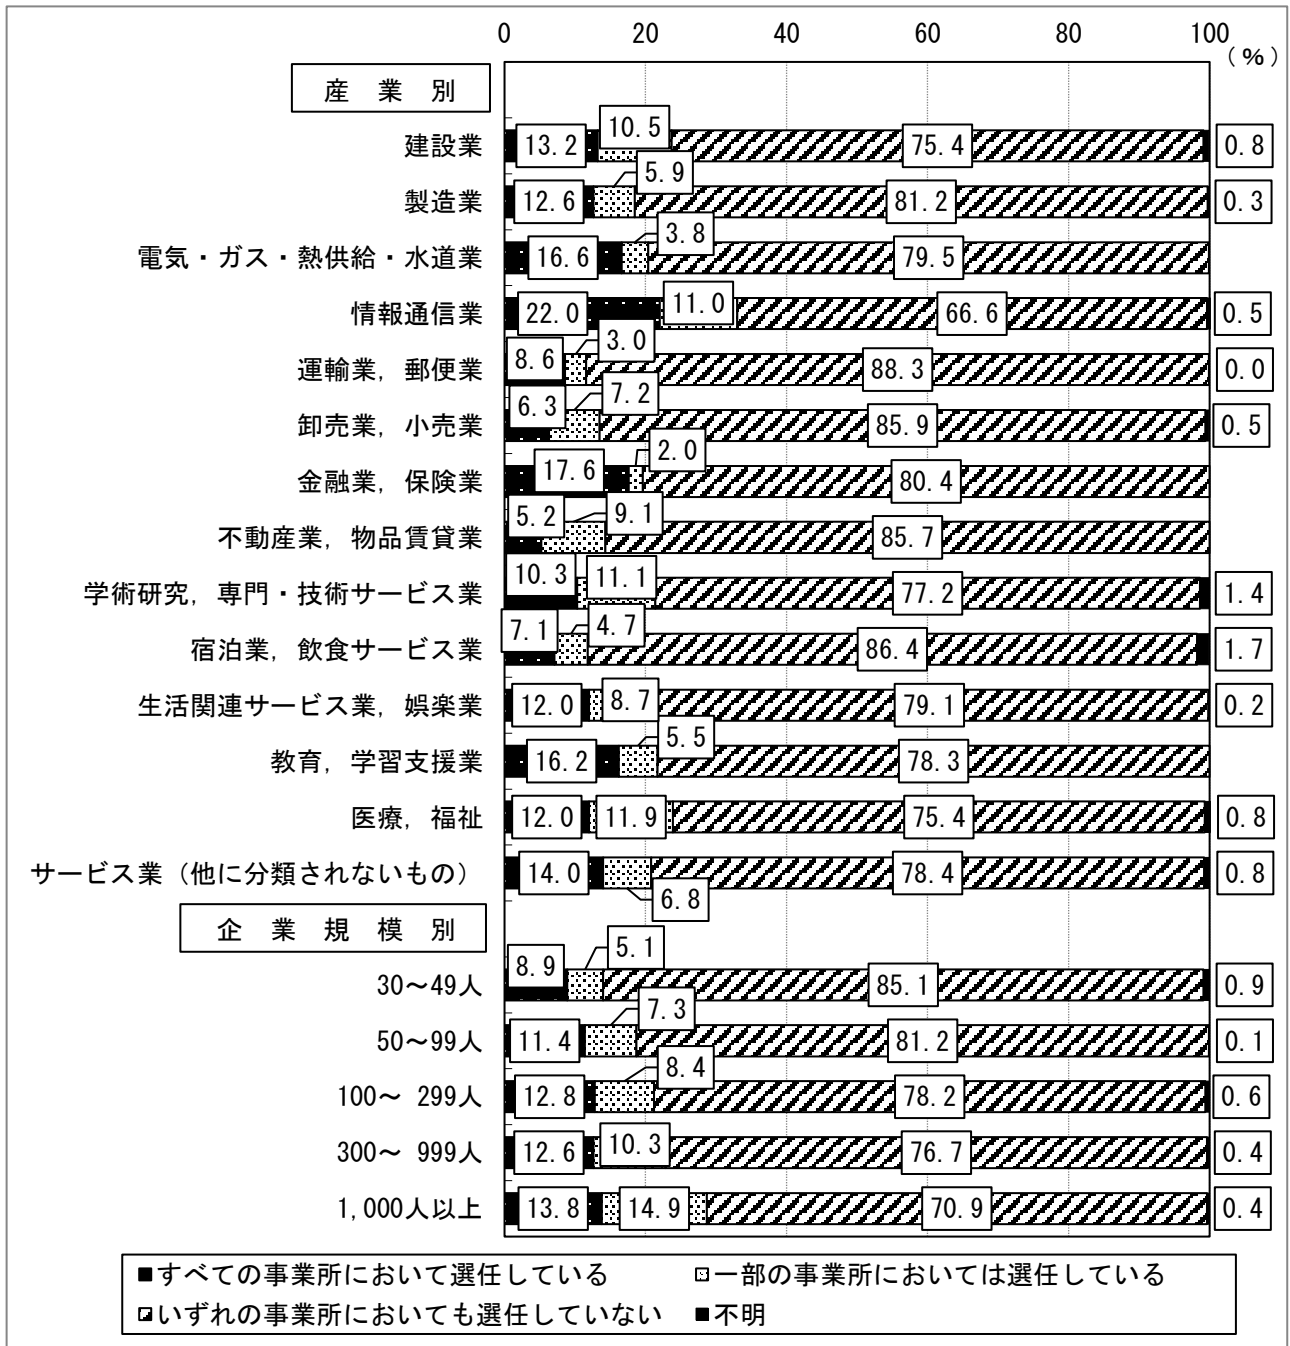 0 20 40 60 80 100
(%)
産業別
建設業 13.2 10.5 75.4 0.8
製造業 12.6 5.9 81.2 0.3
電気・ガス・熱供給・水道業 16.6 3.8 79.5
情報通信業 22.0 11.0 66.6 0.5
運輸業，郵便業 8.6 3.0 88.3 0.0
卸売業，小売業 6.3 7.2 85.9 0.5
金融業，保険業 17.6 2.0 80.4
不動産業，物品賃貸業 5.2 9.1 85.7
学術研究，専門・技術サービス業 10.3 11.1 77.2 1.4
宿泊業，飲食サービス業 7.1 4.7 86.4 1.7
生活関連サービス業，娯楽業 12.0 8.7 79.1 0.2
教育，学習支援業 16.2 5.5 78.3
医療，福祉 12.0 11.9 75.4 0.8
サービス業（他に分類されないもの） 14.0 6.8 78.4 0.8
企業規模別
30～49人 8.9 5.1 85.1 0.9
50～99人 11.4 7.3 81.2 0.1
100～ 299人 12.8 8.4 78.2 0.6
300～ 999人 12.6 10.3 76.7 0.4
1,000人以上 13.8 14.9 70.9 0.4
すべての事業所において選任している 一部の事業所においては選任している
いずれの事業所においても選任していない 不明